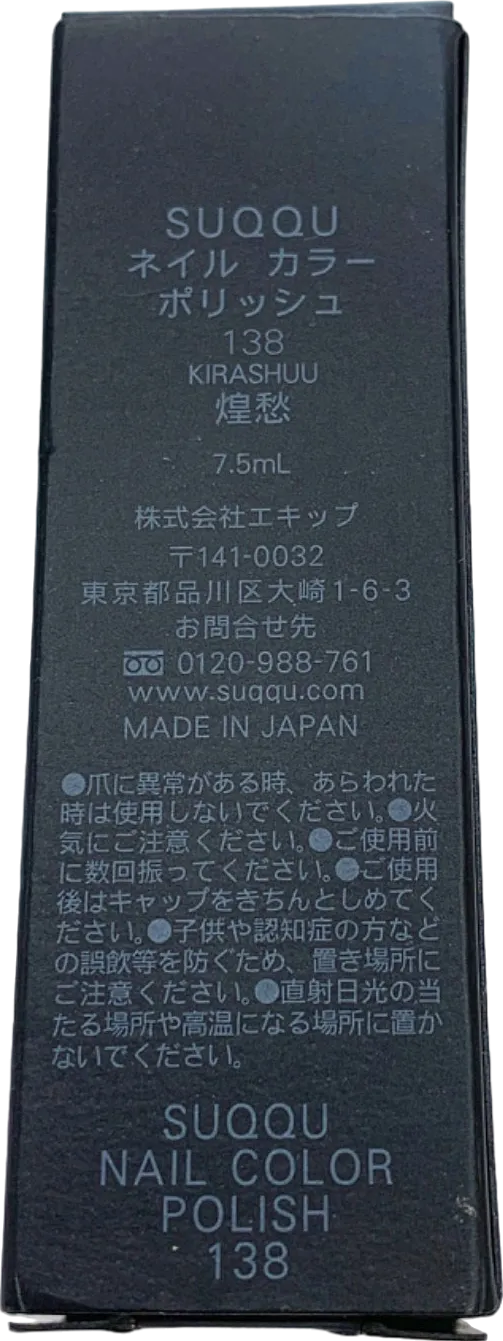 SUQQU
ネイル カラー
ポリッシュ
138
KIRASHUU
煌愁
7.5mL
株式会社エキップ
〒141-0032
東京都品川区大崎1-6-3
お問合せ先
0120-988-761
www.suqqu.com
MADE IN JAPAN
●爪に異常がある時、あらわれた
時は使用しないでください。●火
気にご注意ください。●ご使用前
に数回振ってください。●ご使用
後はキャップをきちんとしめてく
ださい。●子供や認知症の方など
の誤飲等を防ぐため、置き場所に
ご注意ください。●直射日光の当
たる場所や高温になる場所に置か
ないでください。
SUQQU
NAIL COLOR
POLISH
138